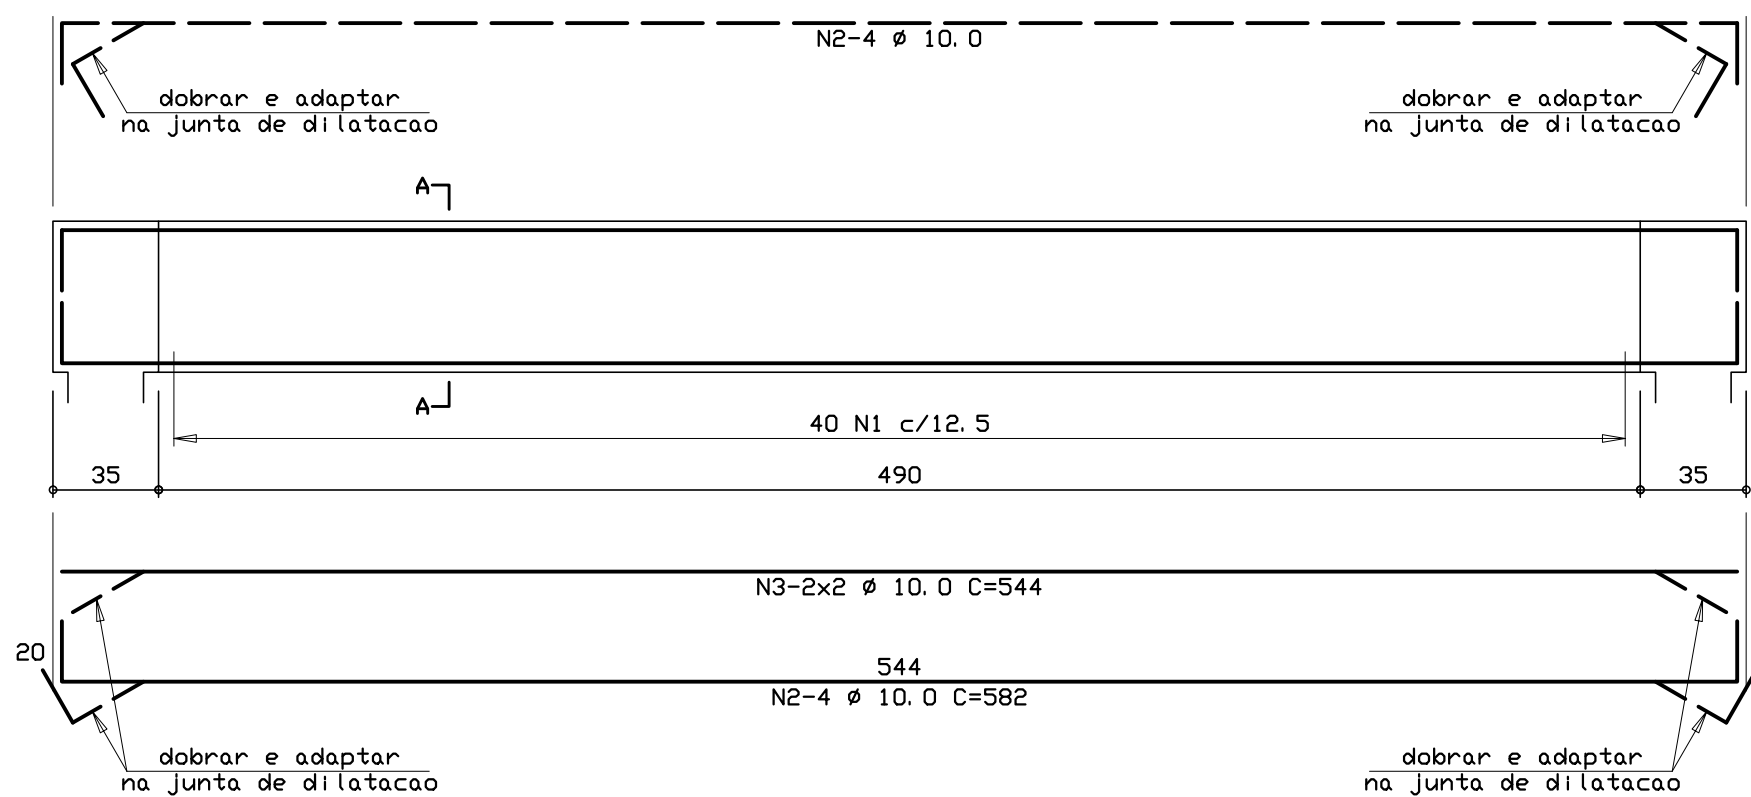 N2-4 ø 10.0
dobrar e adaptar
na junta de dilatacao
dobrar e adaptar
na junta de dilatacao
A
A
40 N1 c/12.5
35
490
35
N3-2x2 ø 10.0 C=544
20
544
N2-4 ø 10.0 C=582
dobrar e adaptar
na junta de dilatacao
dobrar e adaptar
na junta de dilatacao